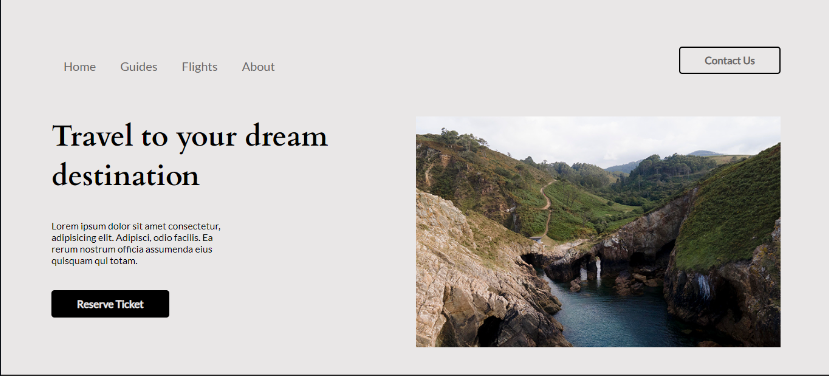 Home Guides Flights About
Contact Us
Travel to your dream
destination
Lorem ipsum dolor sit amet consectetur,
adipisicing elit. Adipisci, odio facilis. Ea
rerum nostrum officia assumenda eius
quisquam qui totam.
Reserve Ticket